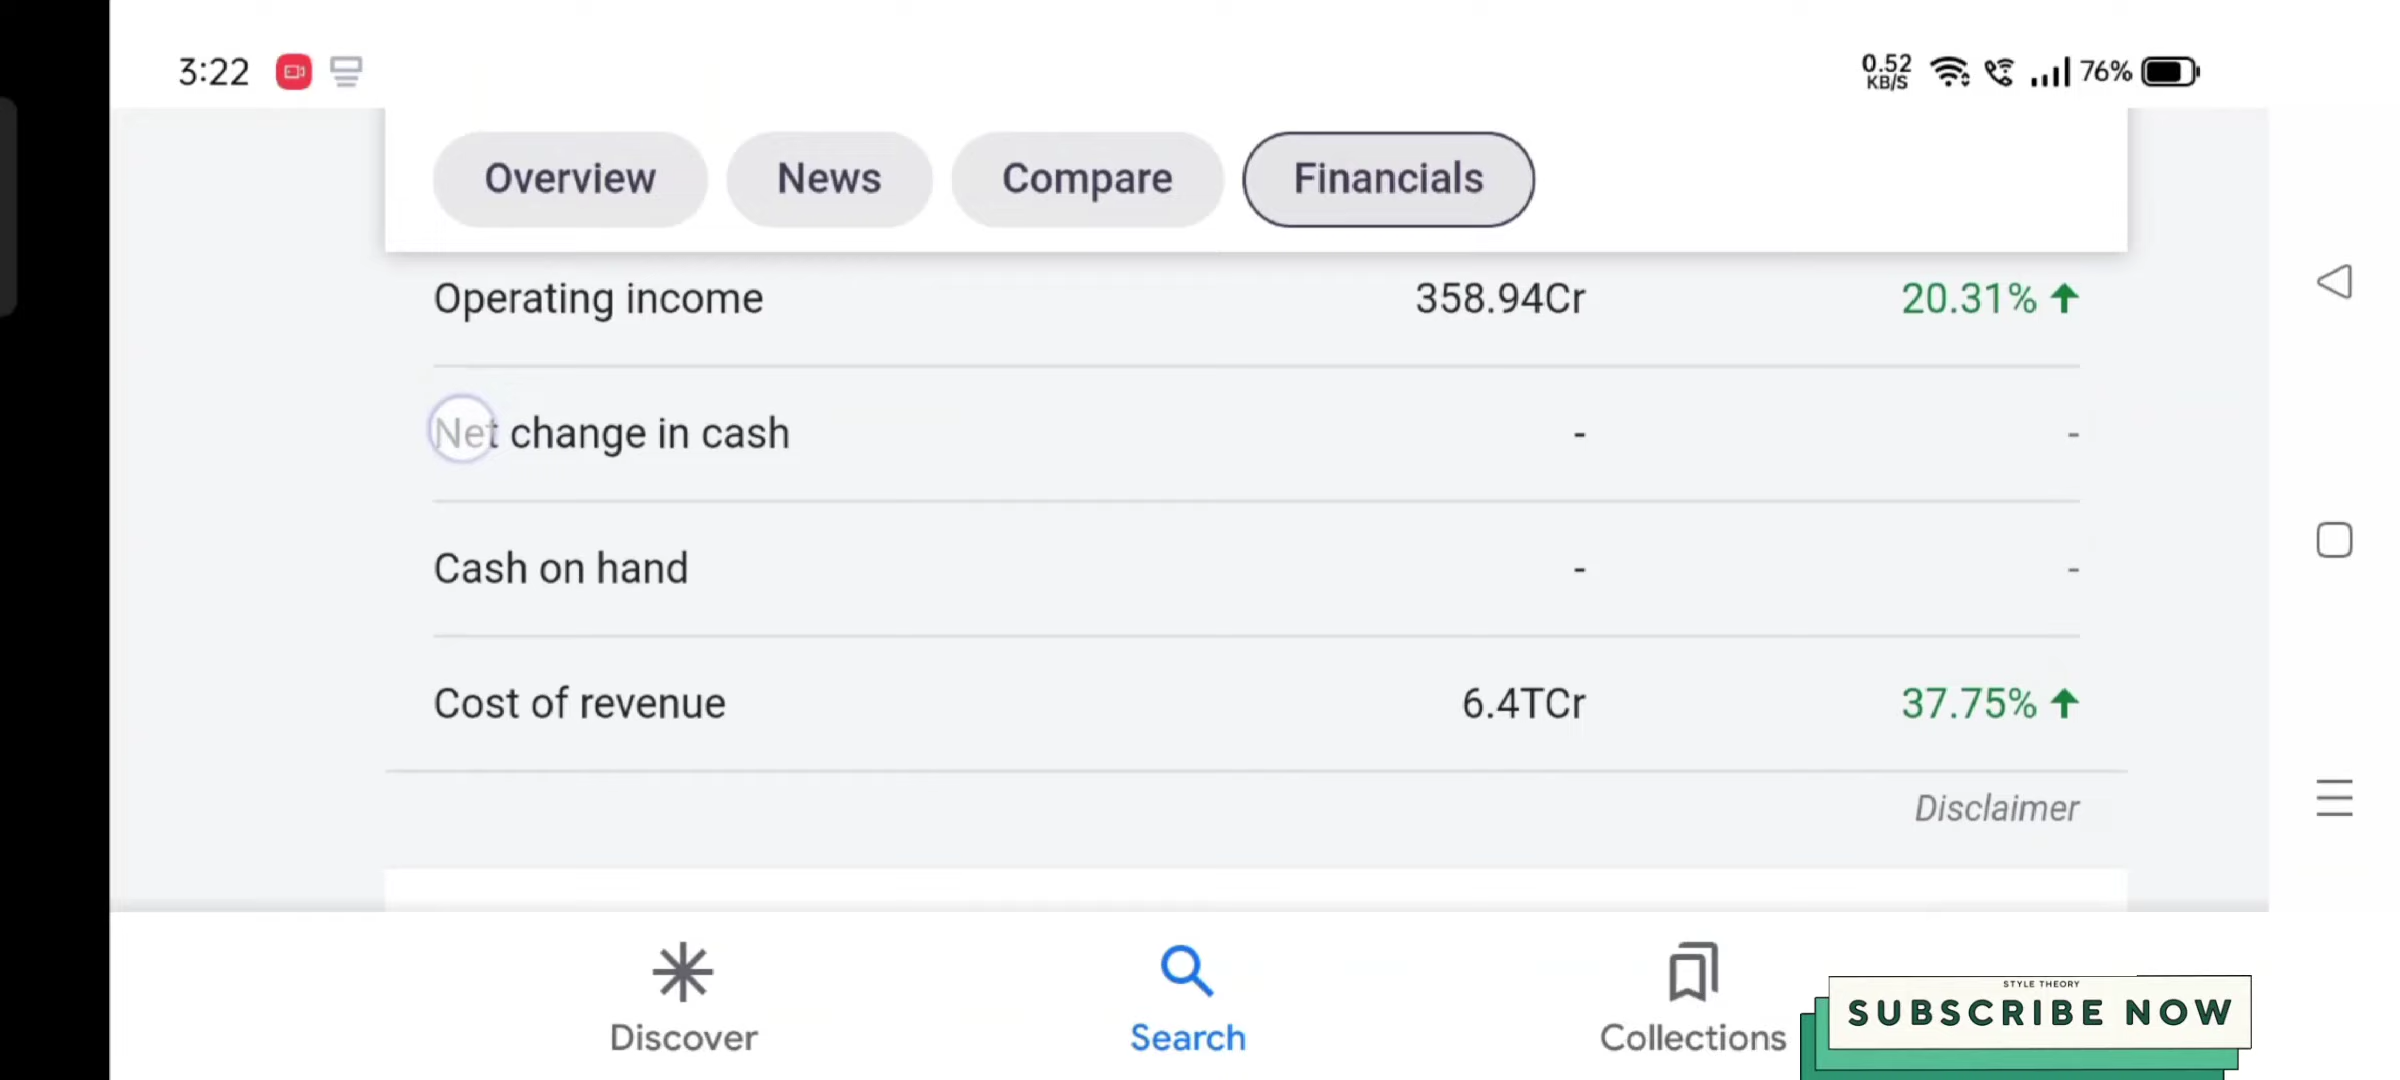 3:22
0.52
KB/S
76%
Overview News Compare Financials
Operating income 358.94Cr 20.31%
Net change in cash - -
Cash on hand - -
Cost of revenue 6.4TCr 37.75%
Disclaimer
Discover Search Collections
STYLE THEORY
SUBSCRIBE NOW